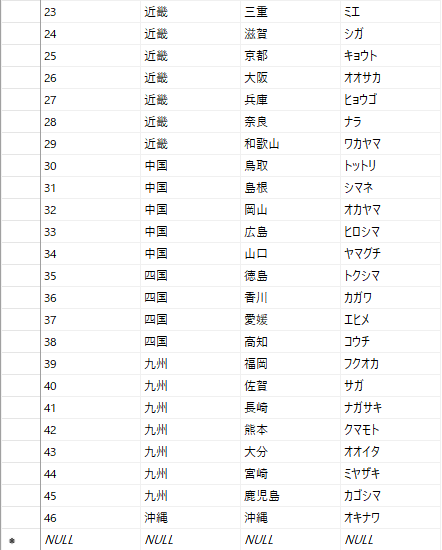 23 近畿 三重 ミエ
24 近畿 滋賀 シガ
25 近畿 京都 キョウト
26 近畿 大阪 オオサカ
27 近畿 兵庫 ヒョウゴ
28 近畿 奈良 ナラ
29 近畿 和歌山 ワカヤマ
30 中国 鳥取 トットリ
31 中国 島根 シマネ
32 中国 岡山 オカヤマ
33 中国 広島 ヒロシマ
34 中国 山口 ヤマグチ
35 四国 徳島 トクシマ
36 四国 香川 カガワ
37 四国 愛媛 エヒメ
38 四国 高知 コウチ
39 九州 福岡 フクオカ
40 九州 佐賀 サガ
41 九州 長崎 ナガサキ
42 九州 熊本 クマモト
43 九州 大分 オオイタ
44 九州 宮崎 ミヤザキ
45 九州 鹿児島 カゴシマ
46 沖縄 沖縄 オキナワ
NULL NULL NULL NULL